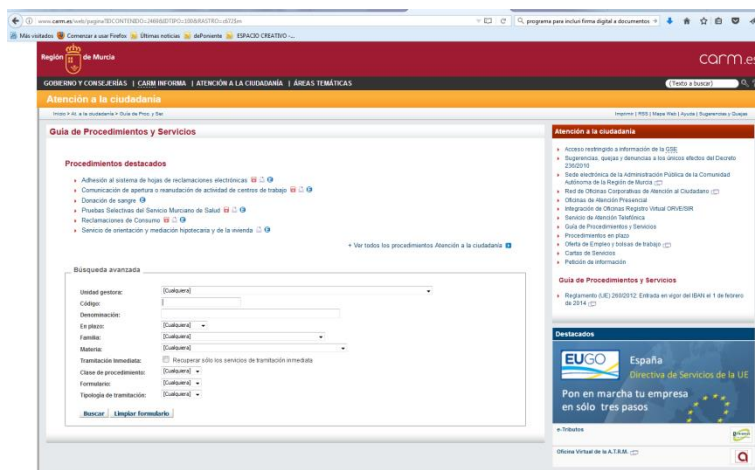 www.carm.es/web/pagina?IDCONTENIDO=2469&IDTIPO=100&RASTRO=c672$m
programa para incluir firma digital a documentos
Más visitados Comenzar a usar Firefox Últimas noticias dePoniente ESPACIO CREATIVO -...
Región de Murcia
carm.es
GOBIERNO Y CONSEJERÍAS | CARM INFORMA | ATENCIÓN A LA CIUDADANÍA | ÁREAS TEMÁTICAS
(Texto a buscar)
Atención a la ciudadanía
Inicio > At. a la ciudadanía > Guía de Proc. y Ser
Imprimir | RSS | Mapa Web | Ayuda | Sugerencias y Quejas
Guía de Procedimientos y Servicios
Procedimientos destacados
Adhesión al sistema de hojas de reclamaciones electrónicas
Comunicación de apertura o reanudación de actividad de centros de trabajo
Donación de sangre
Pruebas Selectivas del Servicio Murciano de Salud
Reclamaciones de Consumo
Servicio de orientación y mediación hipotecaria y de la vivienda
+ Ver todos los procedimientos Atención a la ciudadanía
Búsqueda avanzada
Unidad gestora: [Cualquiera]
Código:
Denominación:
En plazo: [Cualquiera]
Familia: [Cualquiera]
Materia: [Cualquiera]
Tramitación Inmediata: Recuperar sólo los servicios de tramitación inmediata
Clase de procedimiento: [Cualquiera]
Formulario: [Cualquiera]
Tipología de tramitación: [Cualquiera]
Buscar Limpiar formulario
Atención a la ciudadanía
Acceso restringido a información de la GSE
Sugerencias, quejas y denuncias a los únicos efectos del Decreto
236/2010
Sede electrónica de la Administración Pública de la Comunidad
Autónoma de la Región de Murcia
Red de Oficinas Corporativas de Atención al Ciudadano
Oficinas de Atención Presencial
Integración de Oficinas Registro Virtual ORVE/SIR
Servicio de Atención Telefónica
Guía de Procedimientos y Servicios
Procedimientos en plazo
Oferta de Empleo y bolsas de trabajo
Cartas de Servicios
Petición de información
Guía de Procedimientos y Servicios
Reglamento (UE) 260/2012: Entrada en vigor del IBAN el 1 de febrero
de 2014
Destacados
EUGO España
Directiva de Servicios de la UE
Pon en marcha tu empresa
en sólo tres pasos
e-Tributos
Oficina Virtual de la A.T.R.M.